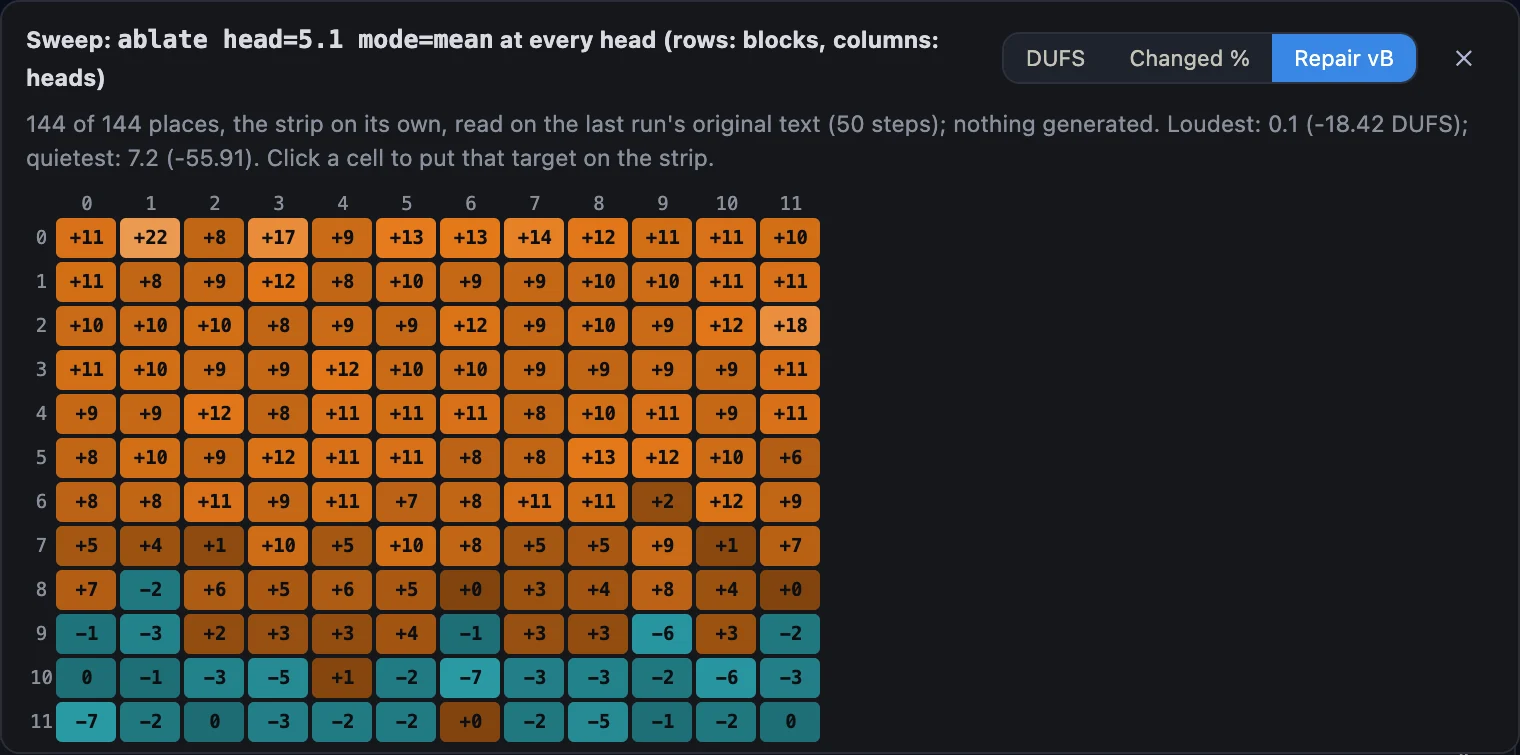 Sweep: ablate head=5.1 mode=mean at every head (rows: blocks, columns:
heads)
DUFS Changed % Repair vB ×
144 of 144 places, the strip on its own, read on the last run's original text (50 steps); nothing generated. Loudest: 0.1 (-18.42 DUFS);
quietest: 7.2 (-55.91). Click a cell to put that target on the strip.
0 1 2 3 4 5 6 7 8 9 10 11
0 +11 +22 +8 +17 +9 +13 +13 +14 +12 +11 +11 +10
1 +11 +8 +9 +12 +8 +10 +9 +9 +10 +10 +11 +11
2 +10 +10 +10 +8 +9 +9 +12 +9 +10 +9 +12 +18
3 +11 +10 +9 +9 +12 +10 +10 +9 +9 +9 +9 +11
4 +9 +9 +12 +8 +11 +11 +11 +8 +10 +11 +9 +11
5 +8 +10 +9 +12 +11 +11 +8 +8 +13 +12 +10 +6
6 +8 +8 +11 +9 +11 +7 +8 +11 +11 +2 +12 +9
7 +5 +4 +1 +10 +5 +10 +8 +5 +5 +9 +1 +7
8 +7 −2 +6 +5 +6 +5 +0 +3 +4 +8 +4 +0
9 −1 −3 +2 +3 +3 +4 −1 +3 +3 −6 +3 −2
10 0 −1 −3 −5 +1 −2 −7 −3 −3 −2 −6 −3
11 −7 −2 0 −3 −2 −2 +0 −2 −5 −1 −2 0